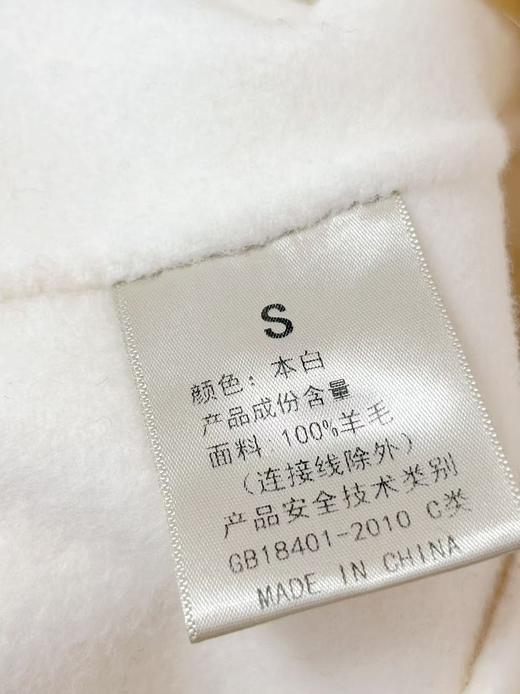 S
颜色：本白
产品成份含量
面料：100%羊毛
（连接线除外）
产品安全技术类别
GB18401-2010 C类
MADE IN CHINA